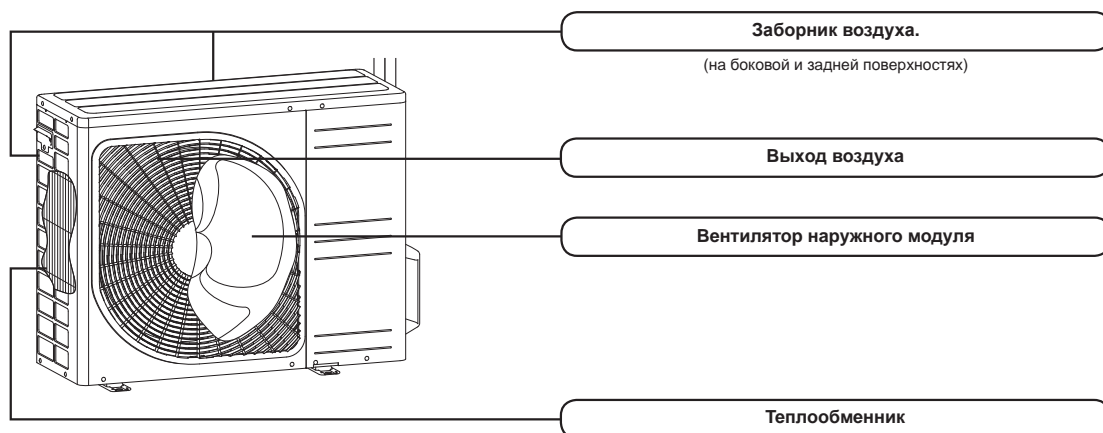 Заборник воздуха.
(на боковой и задней поверхностях)
Выход воздуха
Вентилятор наружного модуля
Теплообменник